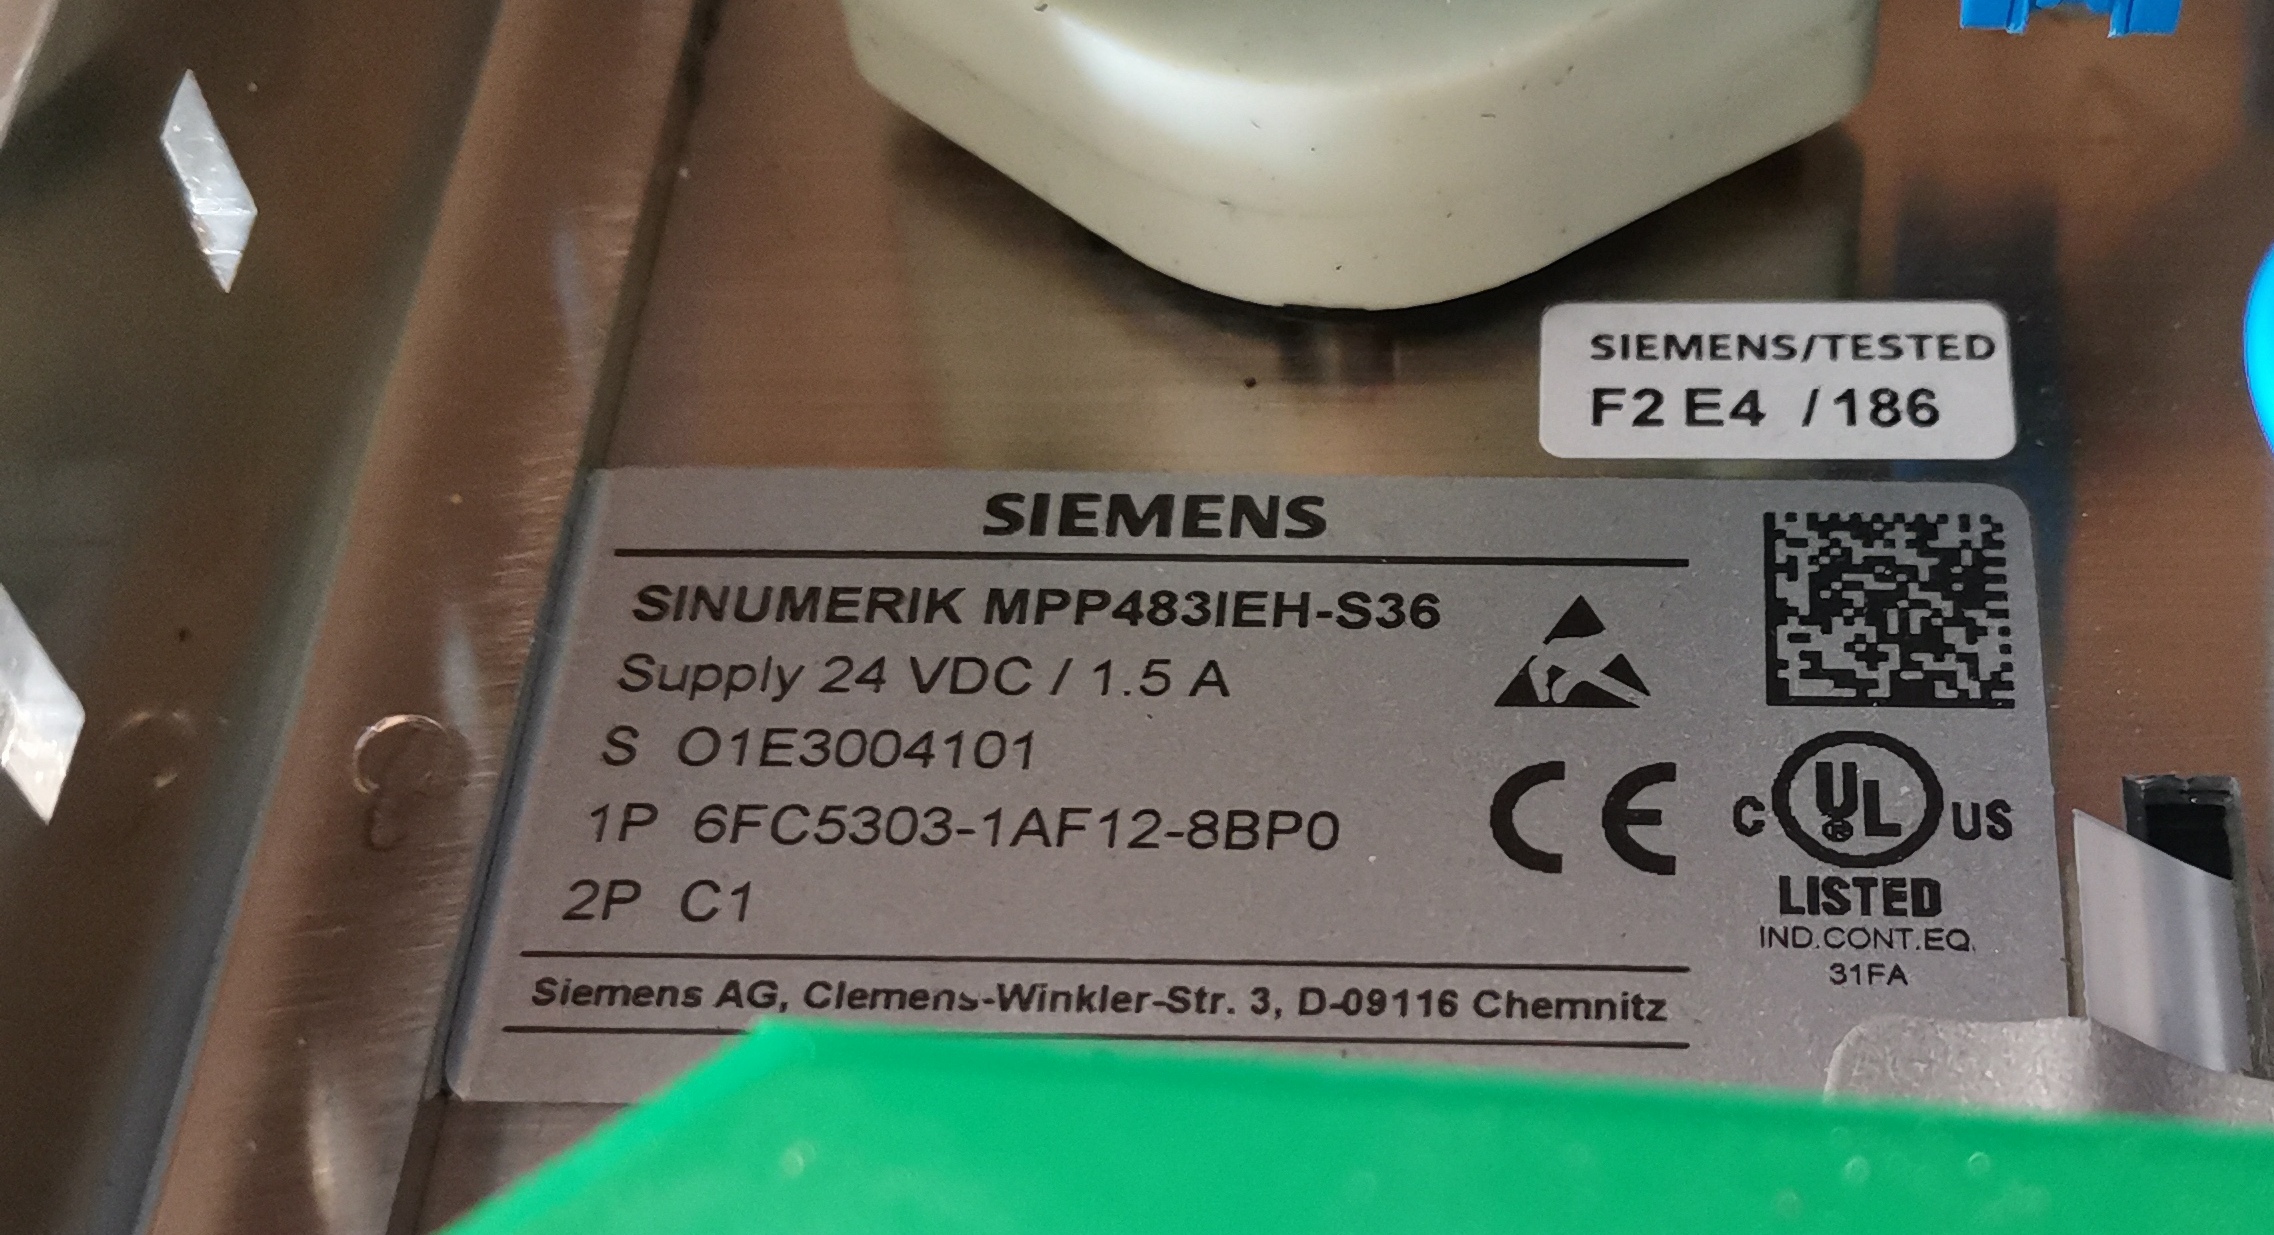 SIEMENS/TESTED
F2 E4 /186
SIEMENS
SINUMERIK MPP483IEH-S36
Supply 24 VDC / 1.5 A
S O1E3004101
1P 6FC5303-1AF12-8BP0
2P C1
C UL® US
LISTED
IND.CONT.EQ.
31FA
CE
Siemens AG, Clemens-Winkler-Str. 3, D-09116 Chemnitz